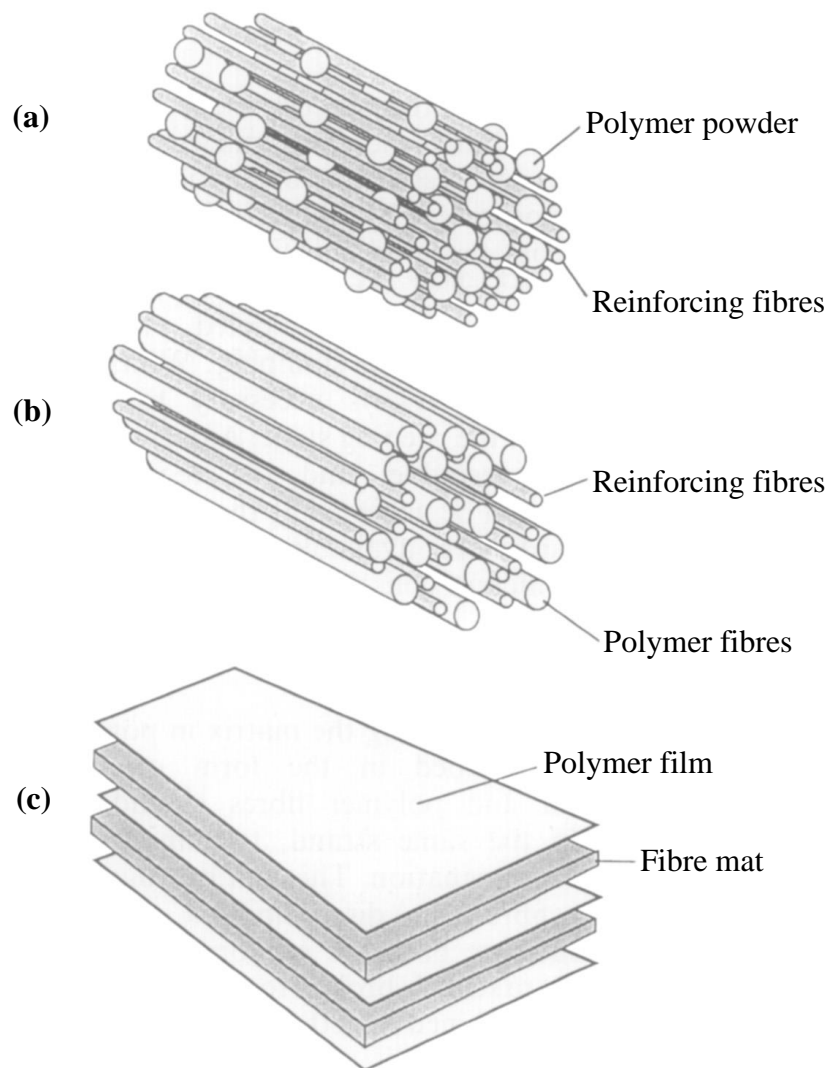 (a)
Polymer powder
Reinforcing fibres
(b)
Reinforcing fibres
Polymer fibres
(c)
Polymer film
Fibre mat